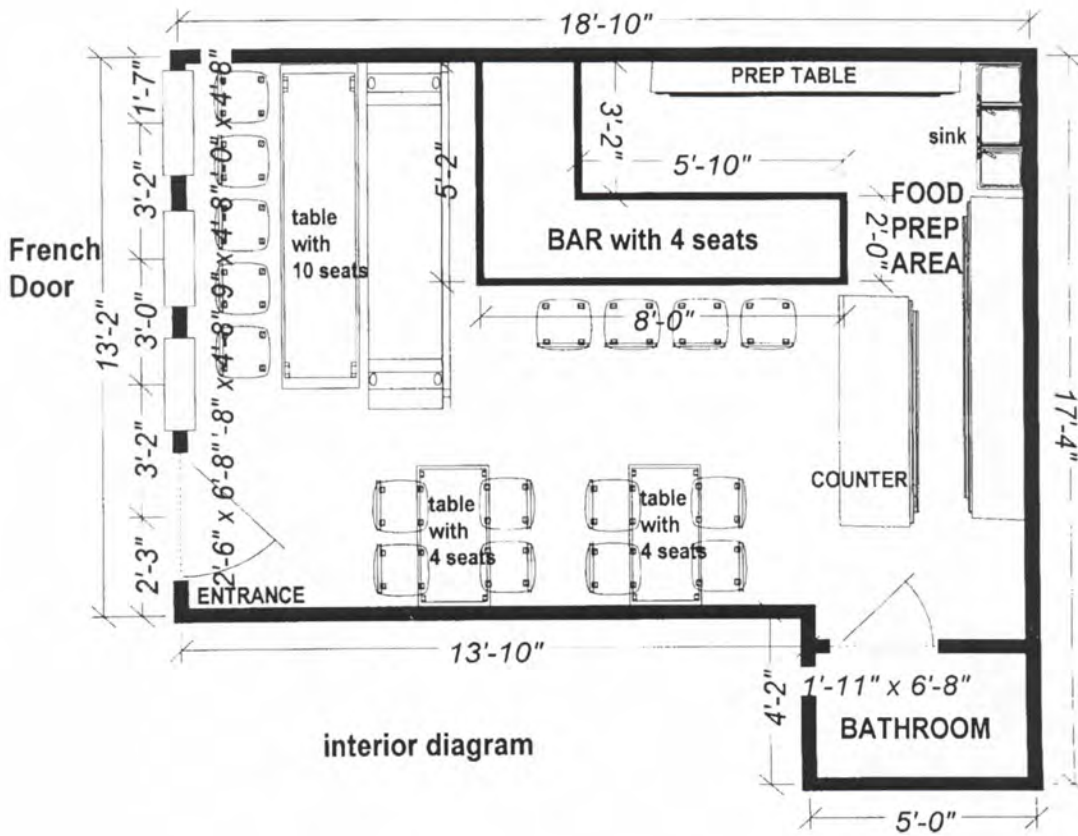 18'-10"
PREP TABLE
sink
1'-7"
3'-2"
3'-0"
3'-2"
2'-3"
13'-2"
French
Door
table
with
10 seats
5'-2"
3'-2"
5'-10"
2'-0"
FOOD
PREP
AREA
BAR with 4 seats
8'-0"
17'-4"
COUNTER
table
with
4 seats
table
with
4 seats
2'-6" x 6'-8"
ENTRANCE
13'-10"
4'-2"
1'-11" x 6'-8"
BATHROOM
interior diagram
5'-0"